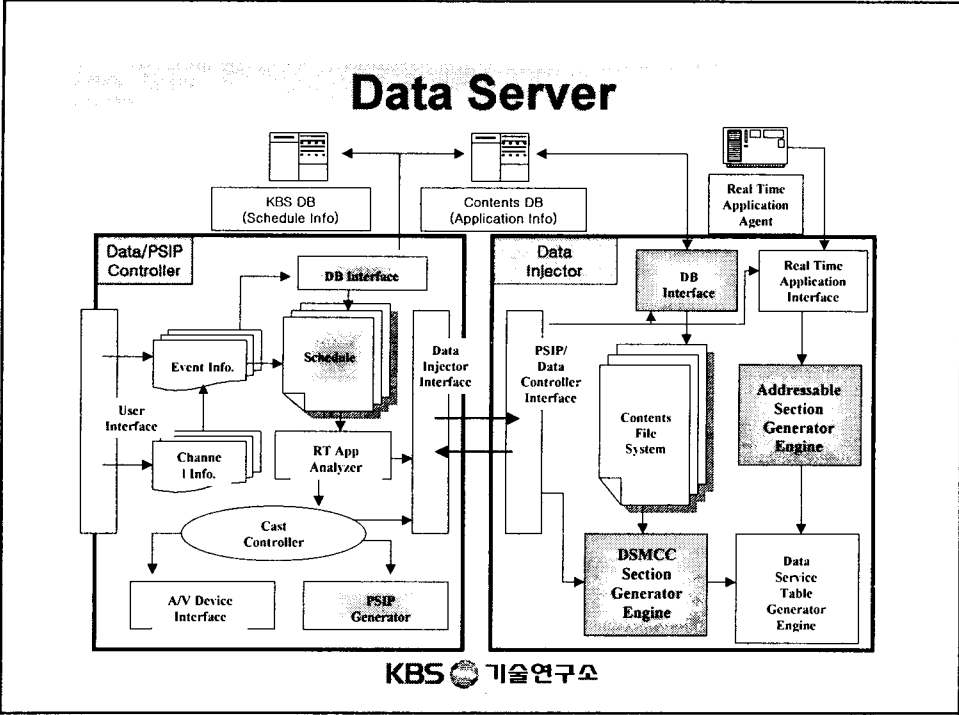 Data Server
KBS DB
(Schedule Info)
Contents DB
(Application Info)
Real Time
Application
Agent
Data/PSIP
Controller
DB Interface
Event Info.
Schedule
User
Interface
Channe
l Info.
RT App
Analyzer
Data
Injector
Interface
Cast
Controller
A/V Device
Interface
PSIP
Generator
Data
Injector
DB
Interface
Real Time
Application
Interface
PSIP/
Data
Controller
Interface
Contents
File
System
Addressable
Section
Generator
Engine
DSMCC
Section
Generator
Engine
Data
Service
Table
Generator
Engine
KBS 기술연구소